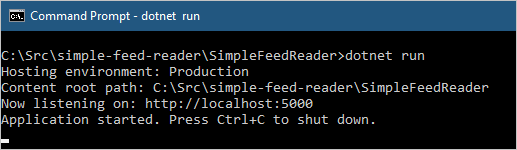 Command Prompt - dotnet run
C:\Src\simple-feed-reader\SimpleFeedReader>dotnet run
Hosting environment: Production
Content root path: C:\Src\simple-feed-reader\SimpleFeedReader
Now listening on: http://localhost:5000
Application started. Press Ctrl+C to shut down.